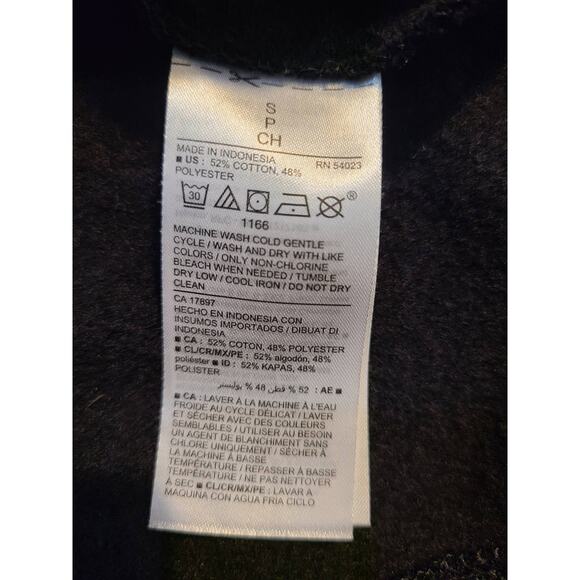 S
P
CH
MADE IN INDONESIA RN 54023
■ US : 52% COTTON, 48%
POLYESTER
30 ®
1166
MACHINE WASH COLD GENTLE
CYCLE / WASH AND DRY WITH LIKE
COLORS / ONLY NON-CHLORINE
BLEACH WHEN NEEDED / TUMBLE
DRY LOW / COOL IRON / DO NOT DRY
CLEAN
CA 17897
HECHO EN INDONESIA CON
INSUMOS IMPORTADOS / DIBUAT DI
INDONESIA
■ CA : 52% COTON, 48% POLYESTER
■ CL/CR/MX/PE : 52% algodón, 48%
poliéster ■ ID : 52% KAPAS, 48%
POLISTER
■ AE : 52 % قطن 48 % بوليستر
■ CA : LAVER À LA MACHINE À L'EAU
FROIDE AU CYCLE DÉLICAT / LAVER
ET SÉCHER AVEC DES COULEURS
SEMBLABLES / UTILISER AU BESOIN
UN AGENT DE BLANCHIMENT SANS
CHLORE UNIQUEMENT / SÉCHER À
LA MACHINE À BASSE
TEMPÉRATURE / REPASSER À BASSE
TEMPÉRATURE / NE PAS NETTOYER
À SEC ■ CL/CR/MX/PE : LAVAR A
MAQUINA CON AGUA FRIA CICLO